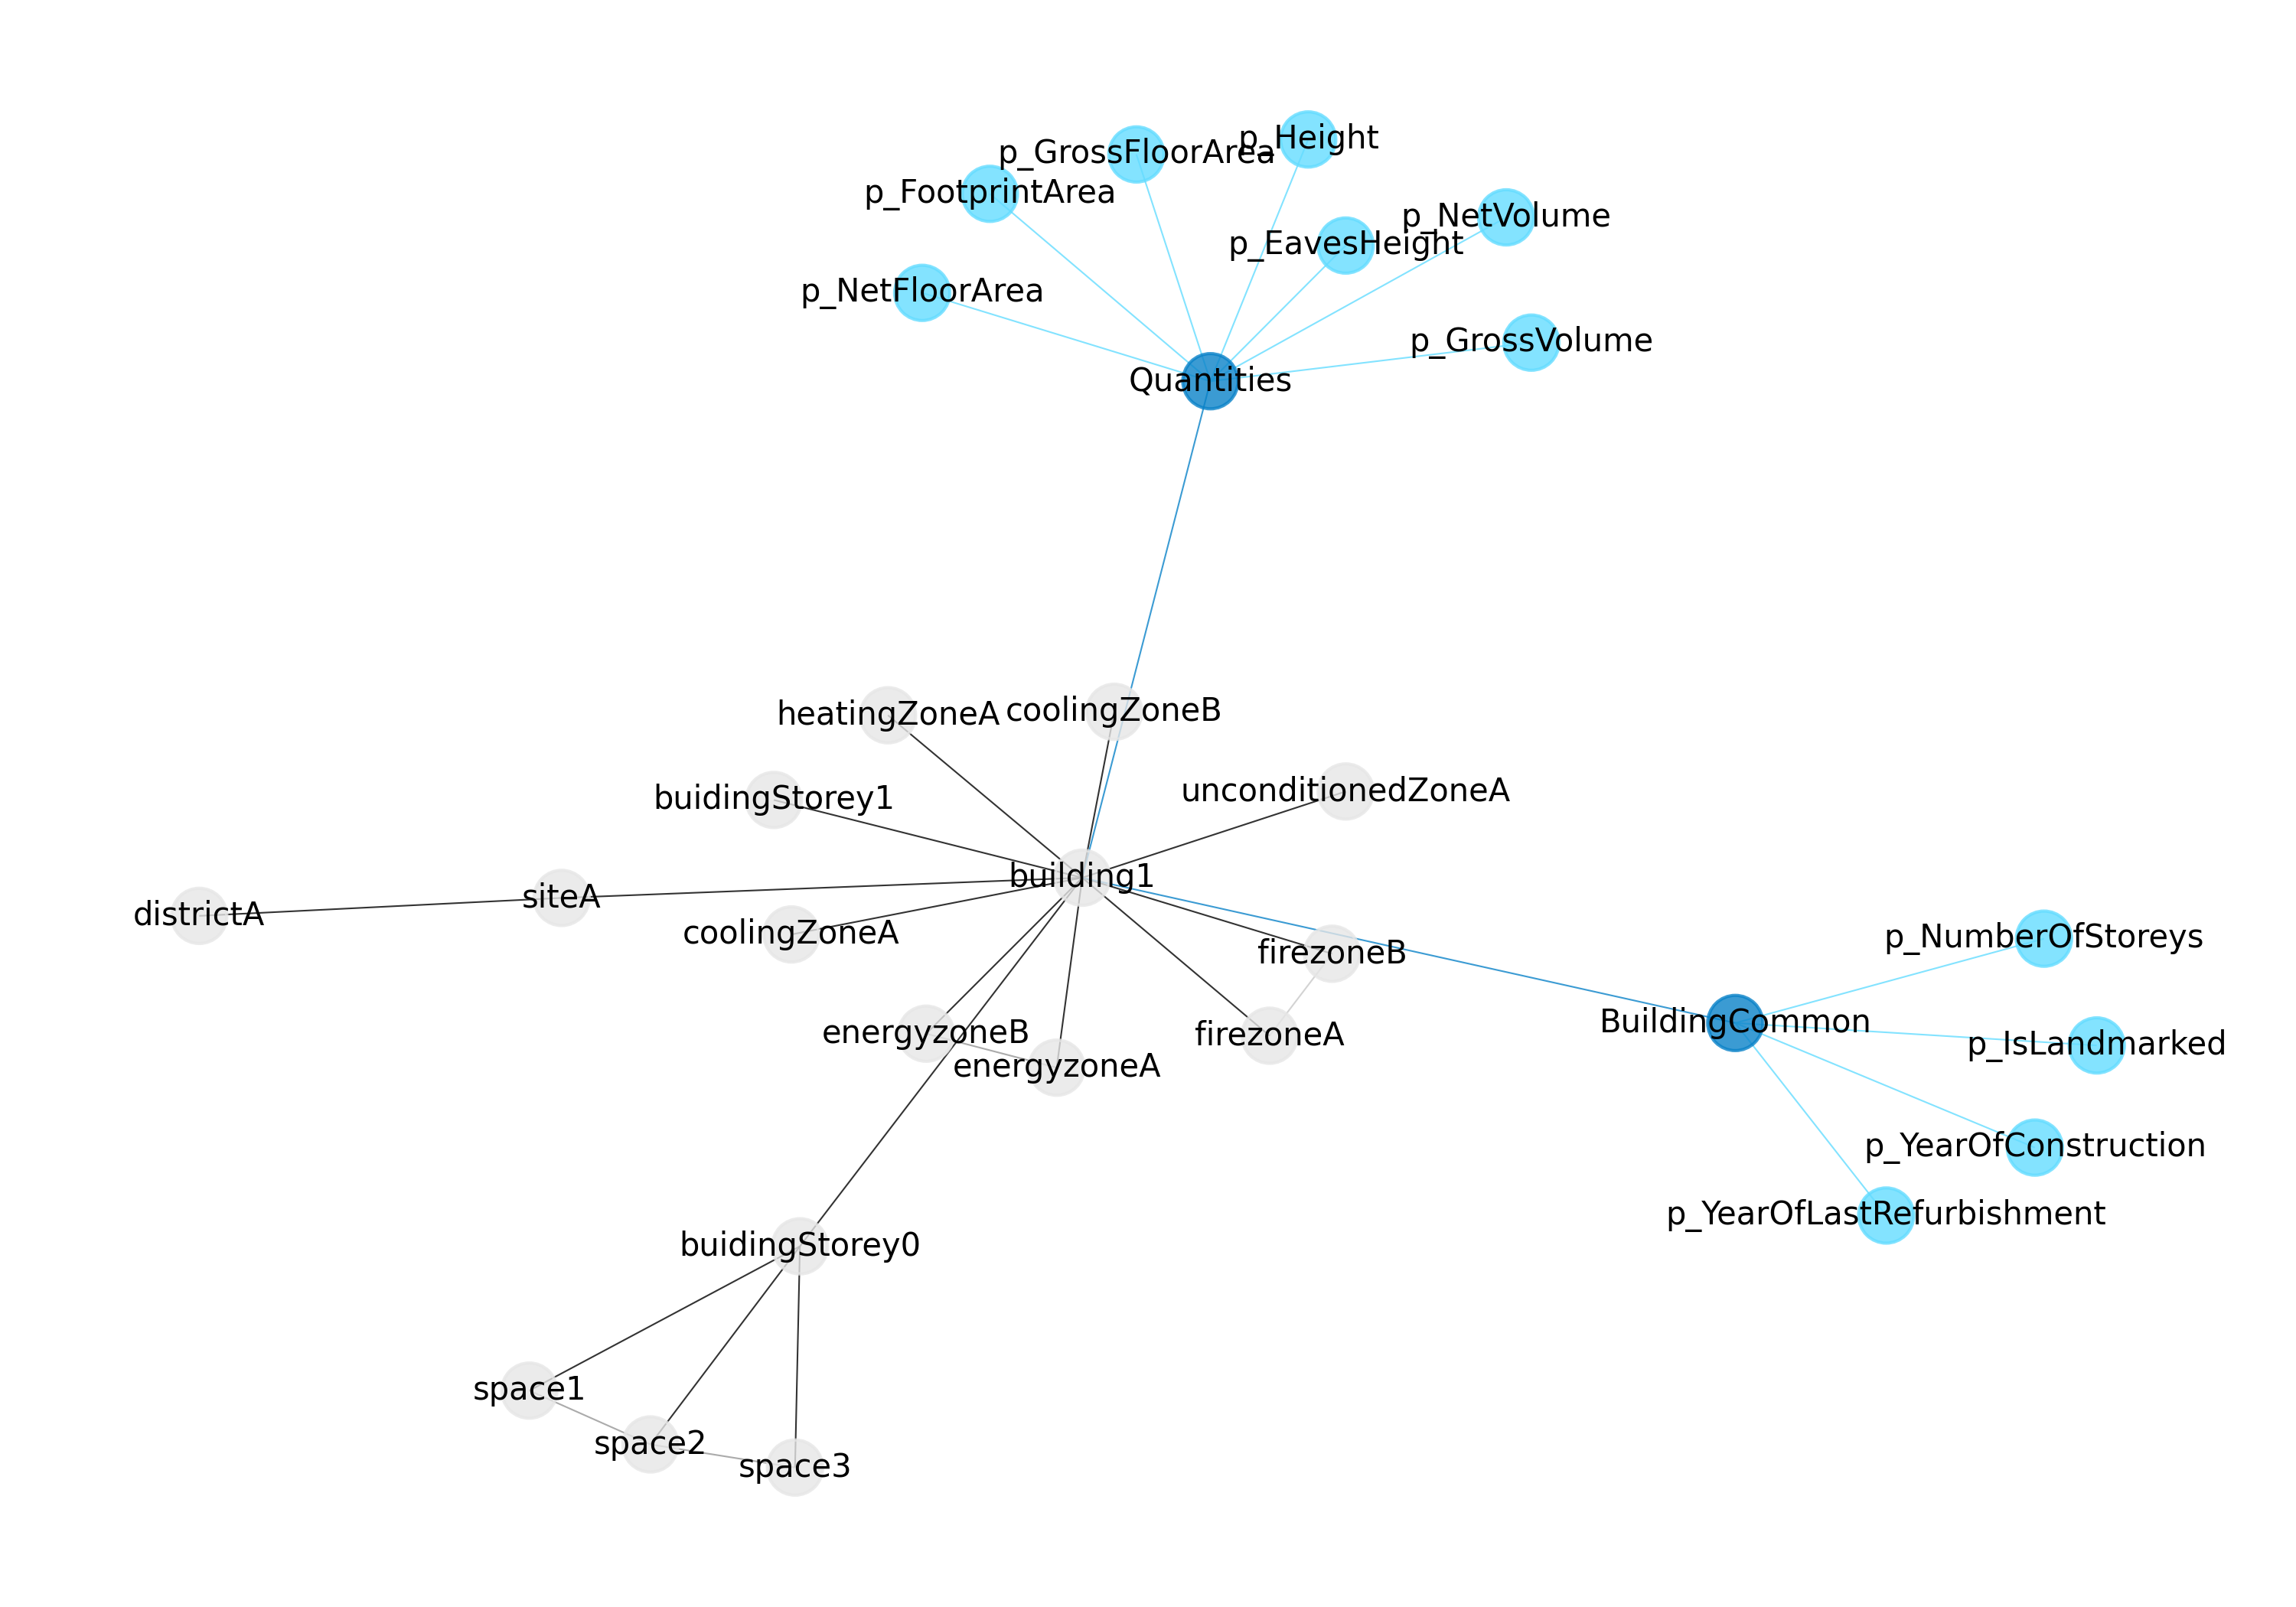 p_Height
p_GrossFloorArea
p_FootprintArea
p_NetVolume
p_EavesHeight
p_NetFloorArea
p_GrossVolume
Quantities
heatingZoneA
coolingZoneB
unconditionedZoneA
buidingStorey1
building1
siteA
districtA
coolingZoneA
firezoneB
p_NumberOfStoreys
BuildingCommon
energyzoneB
firezoneA
p_IsLandmarked
energyzoneA
p_YearOfConstruction
p_YearOfLastRefurbishment
buidingStorey0
space1
space2
space3